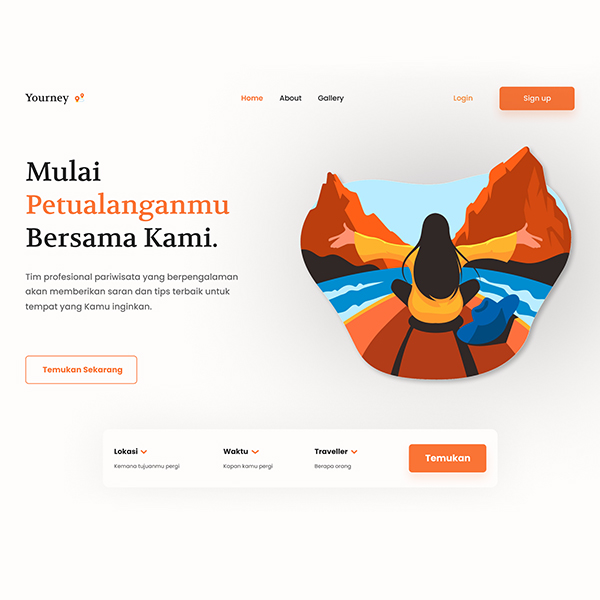 Yourney
Home About Gallery
Login Sign up
Mulai
Petualanganmu
Bersama Kami.
Tim profesional pariwisata yang berpengalaman
akan memberikan saran dan tips terbaik untuk
tempat yang Kamu inginkan.
Temukan Sekarang
Lokasi Waktu Traveller
Kemana tujuanmu pergi Kapan kamu pergi Berapa orang
Temukan